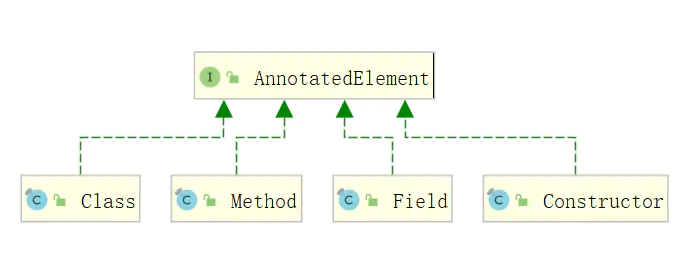 I AnnotatedElement
C Class
C Method
C Field
C Constructor